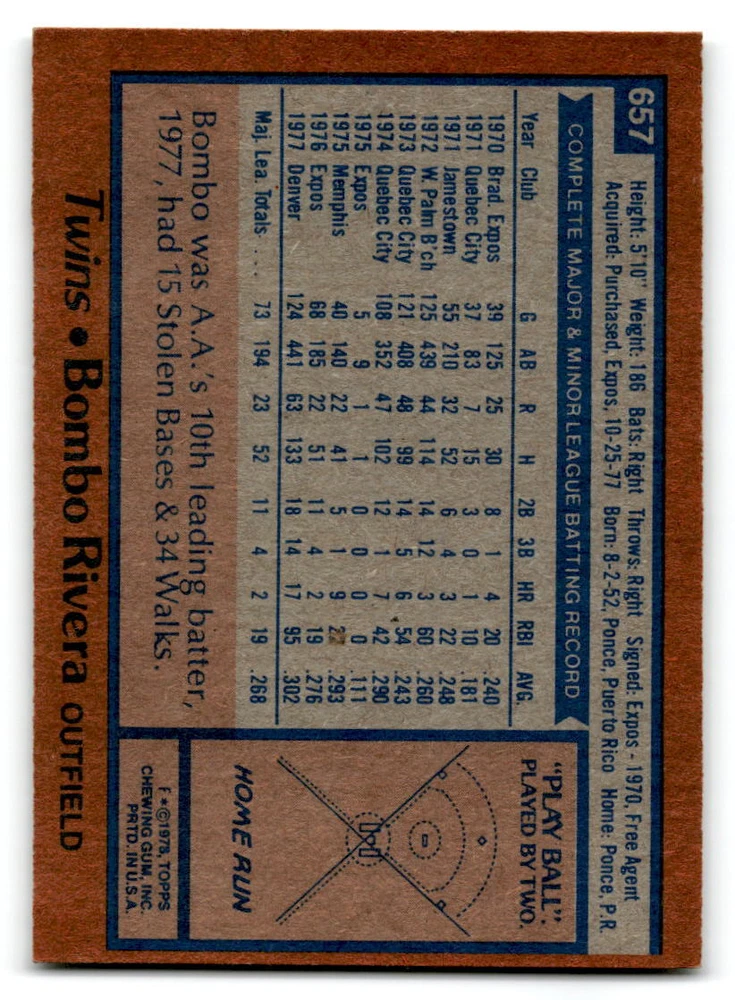 657
Height: 5'10" Weight: 186 Bats: Right Throws: Right Signed: Expos - 1970, Free Agent
Acquired: Purchased, Expos, 10-25-77 Born: 8-2-52, Ponce, Puerto Rico Home: Ponce, P.R.
COMPLETE MAJOR & MINOR LEAGUE BATTING RECORD
Year Club G AB R H 2B 3B HR RBI AVG.
1970 Brad. Expos 39 125 25 30 8 1 4 20 .240
1971 Quebec City 37 83 7 15 3 0 1 10 .181
1971 Jamestown 55 210 32 52 6 4 3 22 .248
1972 W. Palm B'ch 125 439 44 114 14 12 3 60 .260
1973 Quebec City 121 408 48 99 14 5 6 54 .243
1974 Quebec City 108 352 47 102 12 1 7 42 .290
1975 Expos 5 9 1 1 0 0 0 0 .111
1975 Memphis 40 140 22 41 5 1 9 27 .293
1976 Expos 68 185 22 51 11 4 2 19 .276
1977 Denver 124 441 63 133 18 14 17 95 .302
Maj. Lea. Totals .... 73 194 23 52 11 4 2 19 .268
Bombo was A.A.'s 10th leading batter,
1977, had 15 Stolen Bases & 34 Walks.
"PLAY BALL".
PLAYED BY TWO.
HOME RUN
F*©1978, TOPPS
CHEWING GUM, INC.
PRTD. IN U.S.A.
Twins • Bombo Rivera OUTFIELD